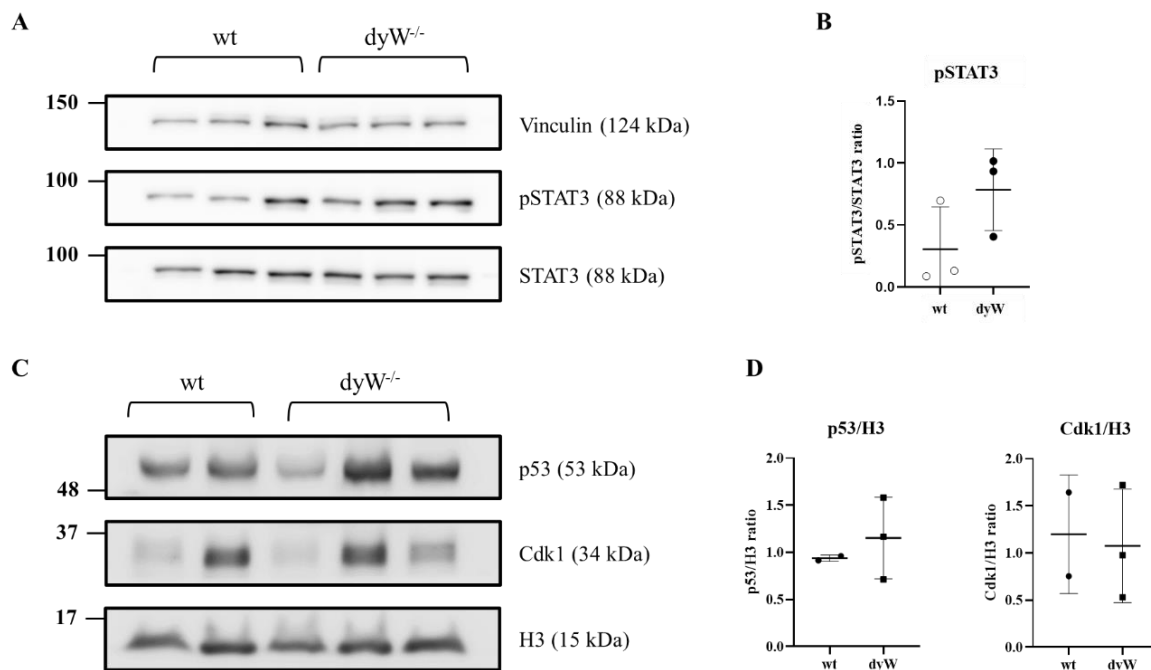 A
wt
dyW-/-
150
Vinculin (124 kDa)
100
pSTAT3 (88 kDa)
100
STAT3 (88 kDa)
B
pSTAT3
pSTAT3/STAT3 ratio
1.5
1.0
0.5
0.0
wt
dyW
C
wt
dyW-/-
48
p53 (53 kDa)
37
Cdk1 (34 kDa)
17
H3 (15 kDa)
D
p53/H3
p53/H3 ratio
2.0
1.5
1.0
0.5
0.0
wt
dyW
Cdk1/H3
Cdk1/H3 ratio
2.0
1.5
1.0
0.5
0.0
wt
dyW